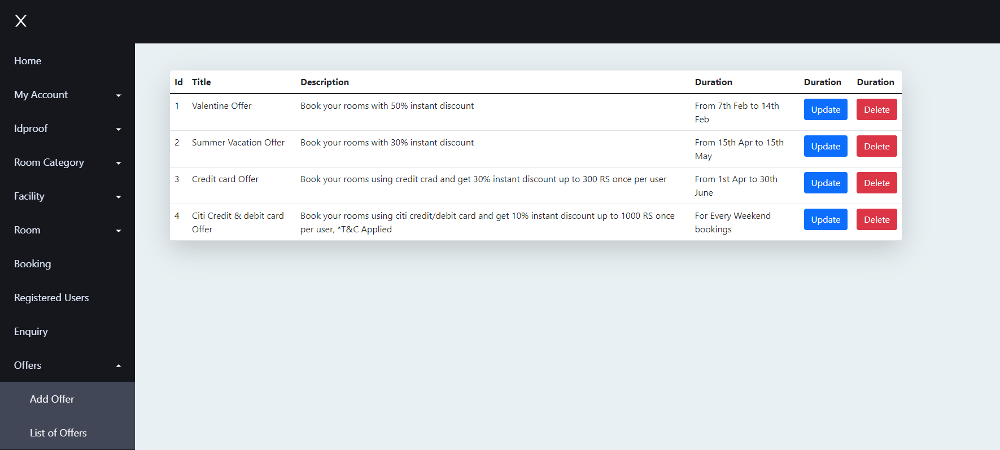 X
Home
My Account
Idproof
Room Category
Facility
Room
Booking
Registered Users
Enquiry
Offers
Add Offer
List of Offers
Id Title Description Duration Duration Duration
1 Valentine Offer Book your rooms with 50% instant discount From 7th Feb to 14th Update Delete
Feb
2 Summer Vacation Offer Book your rooms with 30% instant discount From 15th Apr to 15th Update Delete
May
3 Credit card Offer Book your rooms using credit crad and get 30% instant discount up to 300 RS once per user From 1st Apr to 30th Update Delete
June
4 Citi Credit & debit card Book your rooms using citi credit/debit card and get 10% instant discount up to 1000 RS once For Every Weekend Update Delete
Offer per user, *T&C Applied bookings